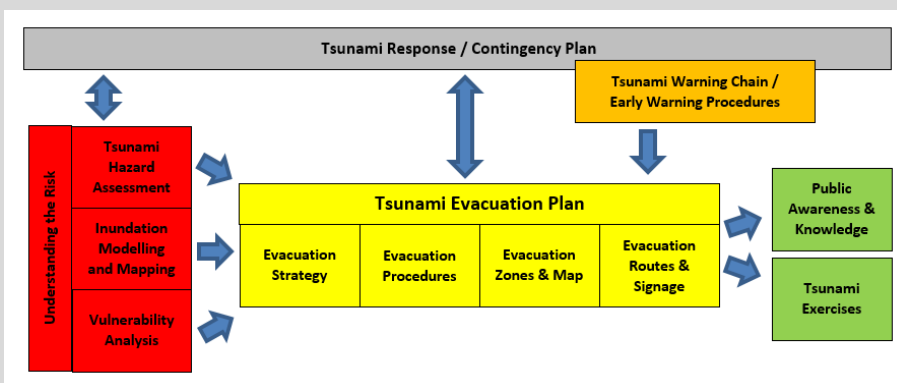 Tsunami Response / Contingency Plan
Tsunami Warning Chain /
Early Warning Procedures
Understanding the Risk
Tsunami
Hazard
Assessment
Inundation
Modelling
and Mapping
Vulnerability
Analysis
Tsunami Evacuation Plan
Evacuation
Strategy
Evacuation
Procedures
Evacuation
Zones & Map
Evacuation
Routes &
Signage
Public
Awareness &
Knowledge
Tsunami
Exercises